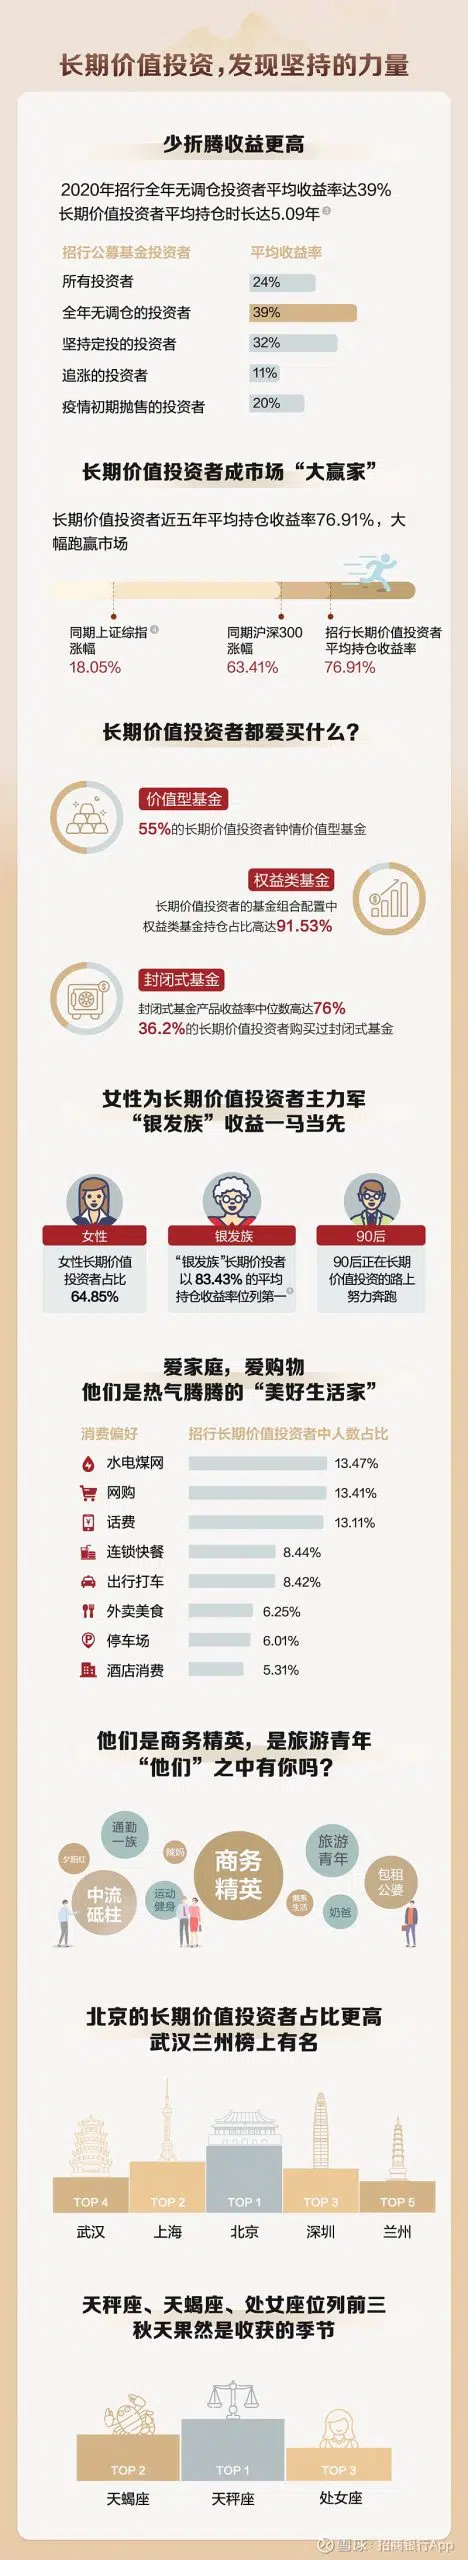 长期价值投资,发现坚持的力量
少折腾收益更高
2020年招行全年无调仓投资者平均收益率达39%
长期价值投资者平均持仓时长达5.09年③
招行公募基金投资者 平均收益率
所有投资者 24%
全年无调仓的投资者 39%
坚持定投的投资者 32%
追涨的投资者 11%
疫情初期抛售的投资者 20%
长期价值投资者成市场“大赢家”
长期价值投资者近五年平均持仓收益率76.91%,大
幅跑赢市场
同期上证综指④ 同期沪深300 招行长期价值投资者
涨幅 涨幅 平均持仓收益率
18.05% 63.41% 76.91%
长期价值投资者都爱买什么?
价值型基金
55%的长期价值投资者钟情价值型基金
权益类基金
长期价值投资者的基金组合配置中
权益类基金持仓占比高达91.53%
封闭式基金
封闭式基金产品收益率中位数高达76%
36.2%的长期价值投资者购买过封闭式基金
女性为长期价值投资者主力军
“银发族”收益一马当先
女性 银发族 90后
女性长期价值 “银发族”长期价投者 90后正在长期
投资者占比 以 83.43% 的平均 价值投资的路上
64.85% 持仓收益率位列第一 努力奔跑
爱家庭，爱购物
他们是热气腾腾的“美好生活家”
消费偏好 招行长期价值投资者中人数占比
水电煤网 13.47%
网购 13.41%
话费 13.11%
连锁快餐 8.44%
出行打车 8.42%
外卖美食 6.25%
停车场 6.01%
酒店消费 5.31%
他们是商务精英，是旅游青年
“他们”之中有你吗?
通勤
一族
夕阳红
辣妈
商务
精英
旅游
青年
包租
公婆
中流
砥柱
运动
健身
懒系
生活
奶爸
北京的长期价值投资者占比更高
武汉兰州榜上有名
TOP 4 TOP 2 TOP 1 TOP 3 TOP 5
武汉 上海 北京 深圳 兰州
天秤座、天蝎座、处女座位列前三
秋天果然是收获的季节
TOP 2 TOP 1 TOP 3
天蝎座 天秤座 处女座
雪球：招商银行App